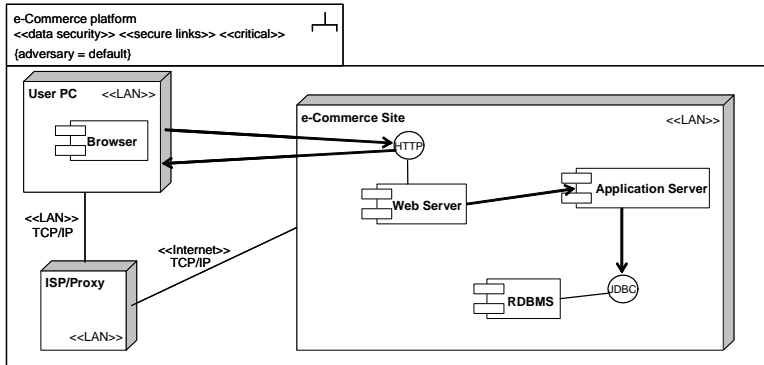 e-Commerce platform
<<data security>> <<secure links>> <<critical>>
{adversary = default}
User PC <<LAN>>
Browser
e-Commerce Site <<LAN>>
HTTP
Web Server
Application Server
<<LAN>>
TCP/IP
<<Internet>>
TCP/IP
ISP/Proxy
<<LAN>>
RDBMS
JDBC